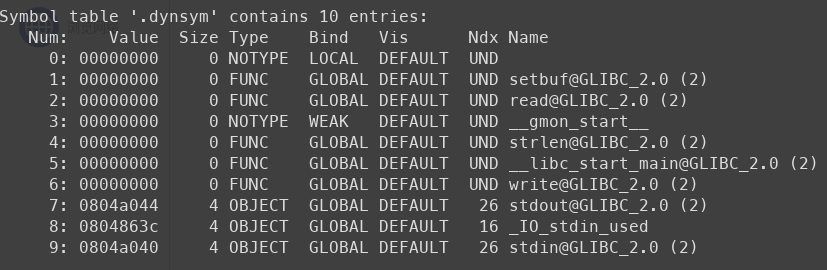 Symbol table '.dynsym' contains 10 entries:
   Num:    Value  Size Type    Bind   Vis      Ndx Name
     0: 00000000     0 NOTYPE  LOCAL  DEFAULT  UND
     1: 00000000     0 FUNC    GLOBAL DEFAULT  UND setbuf@GLIBC_2.0 (2)
     2: 00000000     0 FUNC    GLOBAL DEFAULT  UND read@GLIBC_2.0 (2)
     3: 00000000     0 NOTYPE  WEAK   DEFAULT  UND __gmon_start__
     4: 00000000     0 FUNC    GLOBAL DEFAULT  UND strlen@GLIBC_2.0 (2)
     5: 00000000     0 FUNC    GLOBAL DEFAULT  UND __libc_start_main@GLIBC_2.0 (2)
     6: 00000000     0 FUNC    GLOBAL DEFAULT  UND write@GLIBC_2.0 (2)
     7: 0804a044     4 OBJECT  GLOBAL DEFAULT   26 stdout@GLIBC_2.0 (2)
     8: 0804863c     4 OBJECT  GLOBAL DEFAULT   16 _IO_stdin_used
     9: 0804a040     4 OBJECT  GLOBAL DEFAULT   26 stdin@GLIBC_2.0 (2)